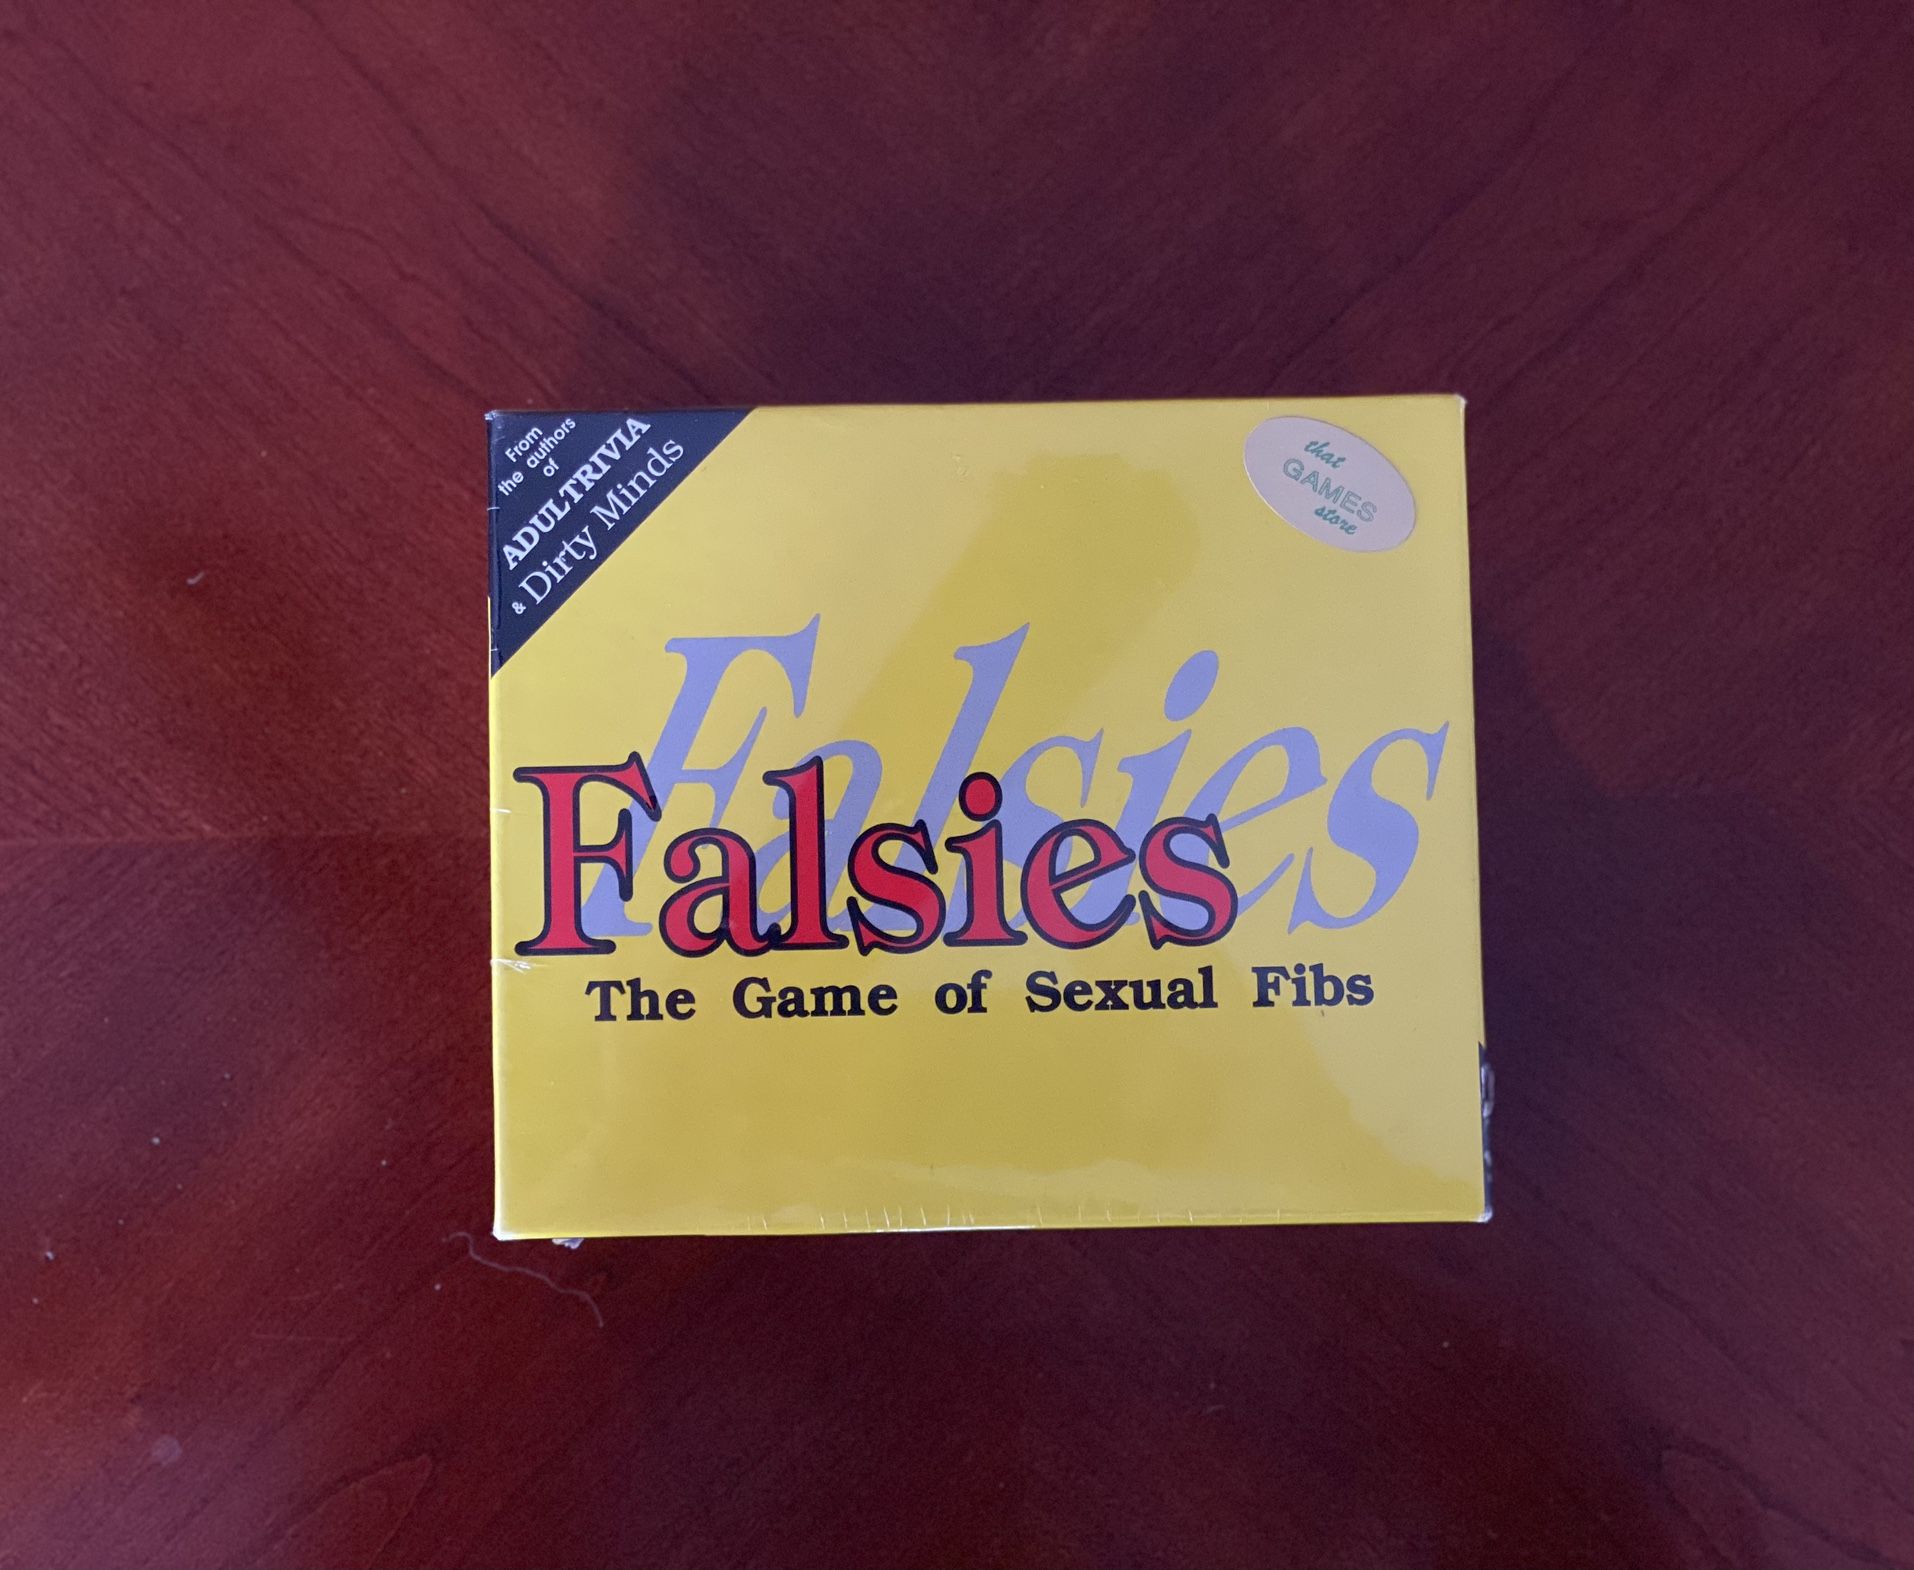 From
the authors
of
ADULTRIVIA
& Dirty Minds
that
GAMES
store
Falsies
Falsies
The Game of Sexual Fibs